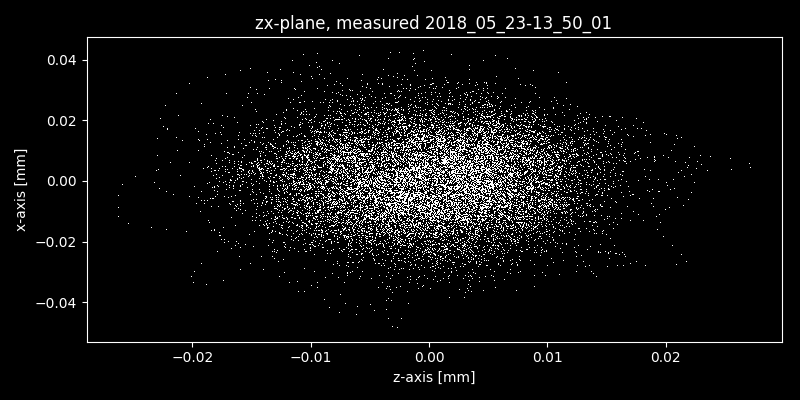 zx-plane, measured 2018_05_23-13_50_01
0.04
0.02
0.00
−0.02
−0.04
x-axis [mm]
−0.02 −0.01 0.00 0.01 0.02
z-axis [mm]